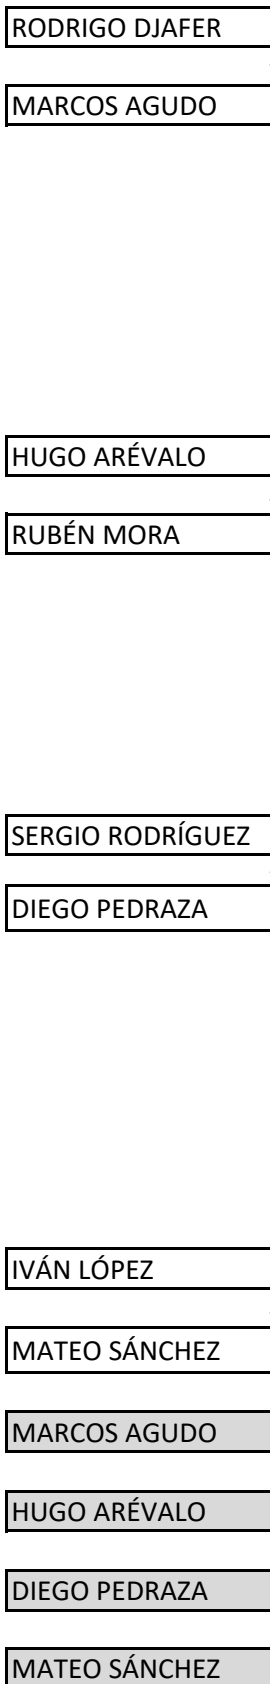 RODRIGO DJAFER
MARCOS AGUDO
HUGO ARÉVALO
RUBÉN MORA
SERGIO RODRÍGUEZ
DIEGO PEDRAZA
IVÁN LÓPEZ
MATEO SÁNCHEZ
MARCOS AGUDO
HUGO ARÉVALO
DIEGO PEDRAZA
MATEO SÁNCHEZ